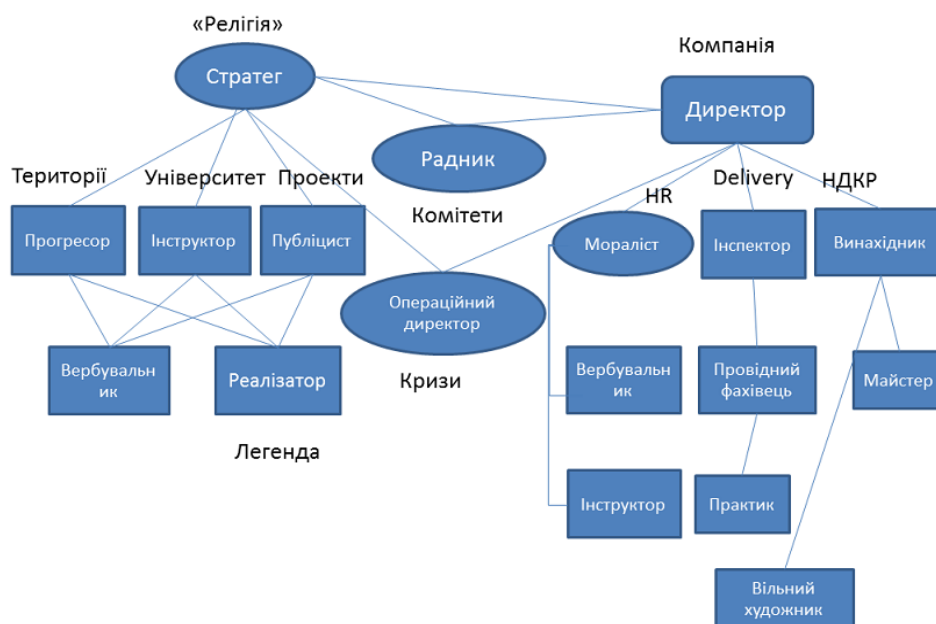 «Релігія»
Стратег
Компанія
Директор
Радник
Території
Університет
Проекти
Комітети
HR
Delivery
НДКР
Прогресор
Інструктор
Публіцист
Мораліст
Інспектор
Винахідник
Операційний
директор
Вербувальн
ик
Реалізатор
Кризи
Вербувальн
ик
Провідний
фахівець
Майстер
Легенда
Інструктор
Практик
Вільний
художник